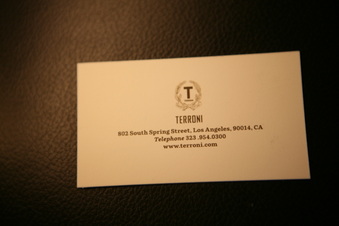 T
TERRONI
802 South Spring Street, Los Angeles, 90014, CA
Telephone 323 .954.0300
www.terroni.com